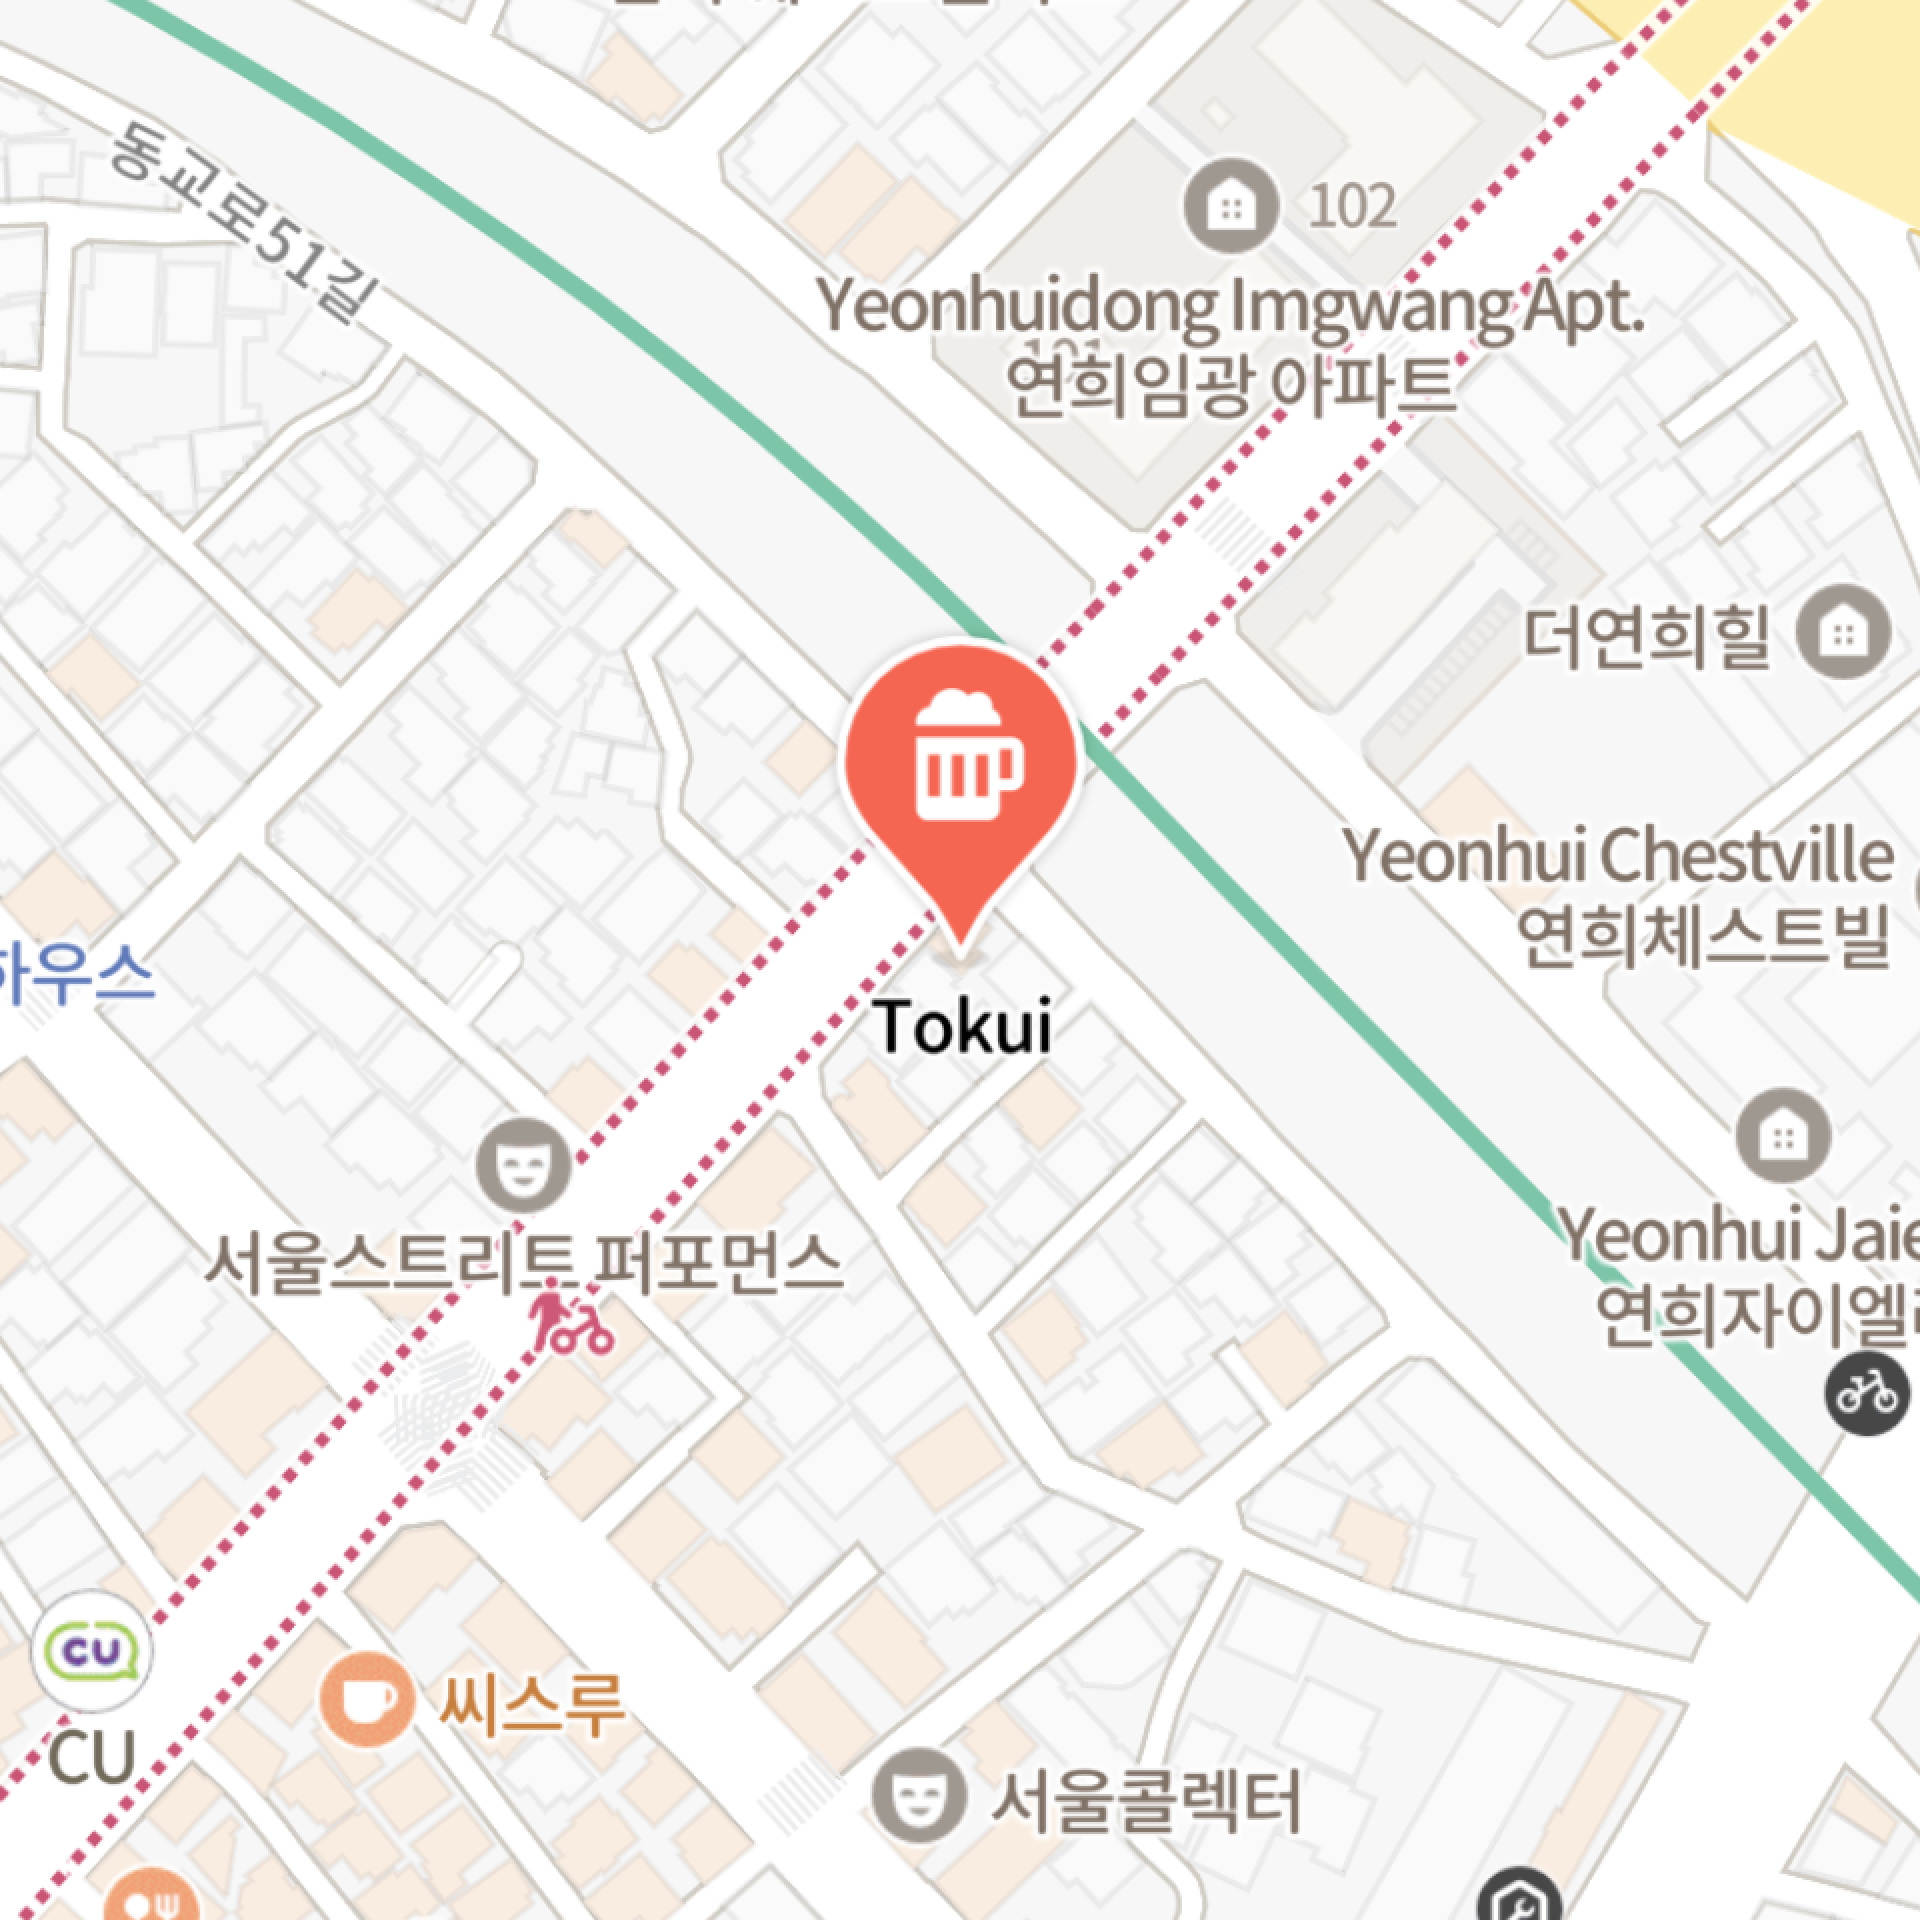 동교로51길
102
Yeonhuidong Imgwang Apt.
연희임광 아파트
더연희힐
Yeonhui Chestville
연희체스트빌
하우스
Tokui
서울스트리트 퍼포먼스
Yeonhui Jaie
연희자이엘
CU
CU
씨스루
서울콜렉터